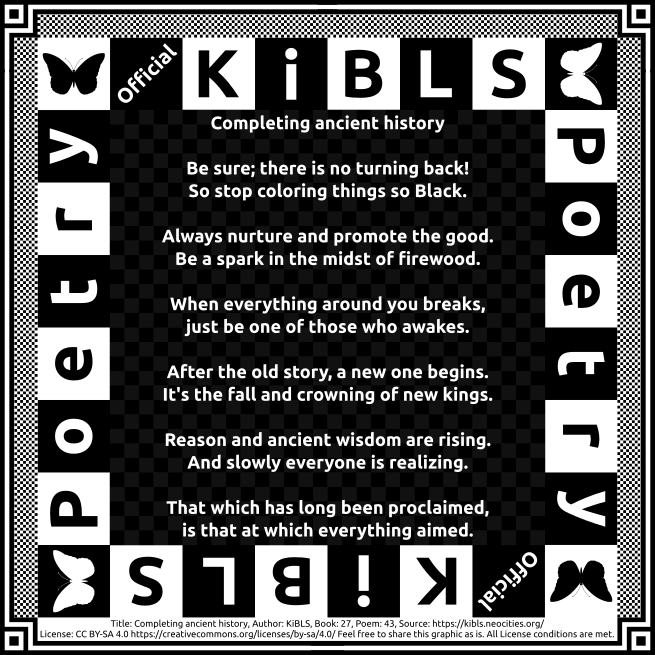 Official KiBLS
Poetry
Poetry
Completing ancient history
Be sure; there is no turning back!
So stop coloring things so Black.
Always nurture and promote the good.
Be a spark in the midst of firewood.
When everything around you breaks,
just be one of those who awakes.
After the old story, a new one begins.
It's the fall and crowning of new kings.
Reason and ancient wisdom are rising.
And slowly everyone is realizing.
That which has long been proclaimed,
is that at which everything aimed.
Official KiBLS
Title: Completing ancient history, Author: KiBLS, Book: 27, Poem: 43, Source: https://kibls.neocities.org/
License: CC BY-SA 4.0 https://creativecommons.org/licenses/by-sa/4.0/ Feel free to share this graphic as is. All License conditions are met.